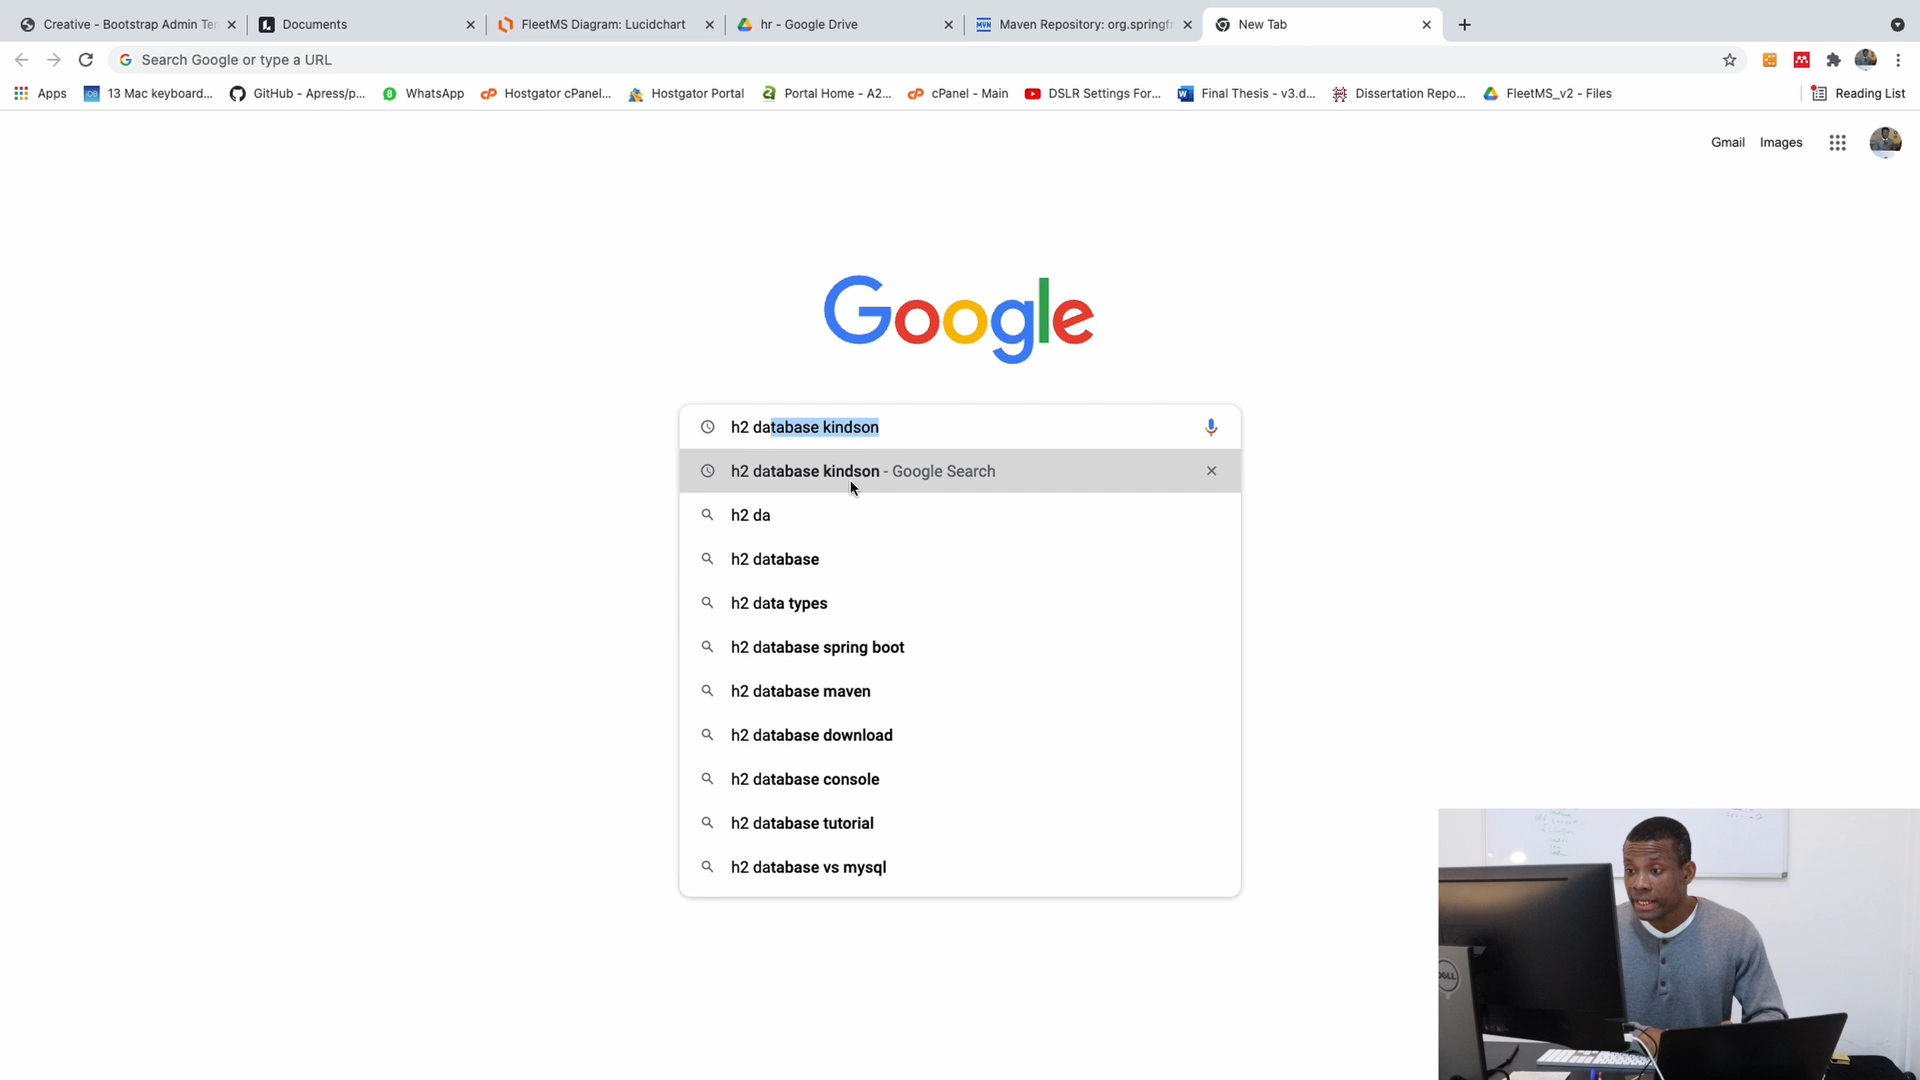 Creative - Bootstrap Admin Ter
Documents
FleetMS Diagram: Lucidchart
hr - Google Drive
MVN
Maven Repository: org.springfr
New Tab
Search Google or type a URL
Apps
13 Mac keyboard...
GitHub - Apress/p...
WhatsApp
Hostgator cPanel...
Hostgator Portal
Portal Home - A2...
cPanel - Main
DSLR Settings For...
Final Thesis - v3.d...
Dissertation Repo...
FleetMS_v2 - Files
Reading List
Gmail
Images
Google
h2 database kindson
h2 database kindson - Google Search
h2 da
h2 database
h2 data types
h2 database spring boot
h2 database maven
h2 database download
h2 database console
h2 database tutorial
h2 database vs mysql
DELL